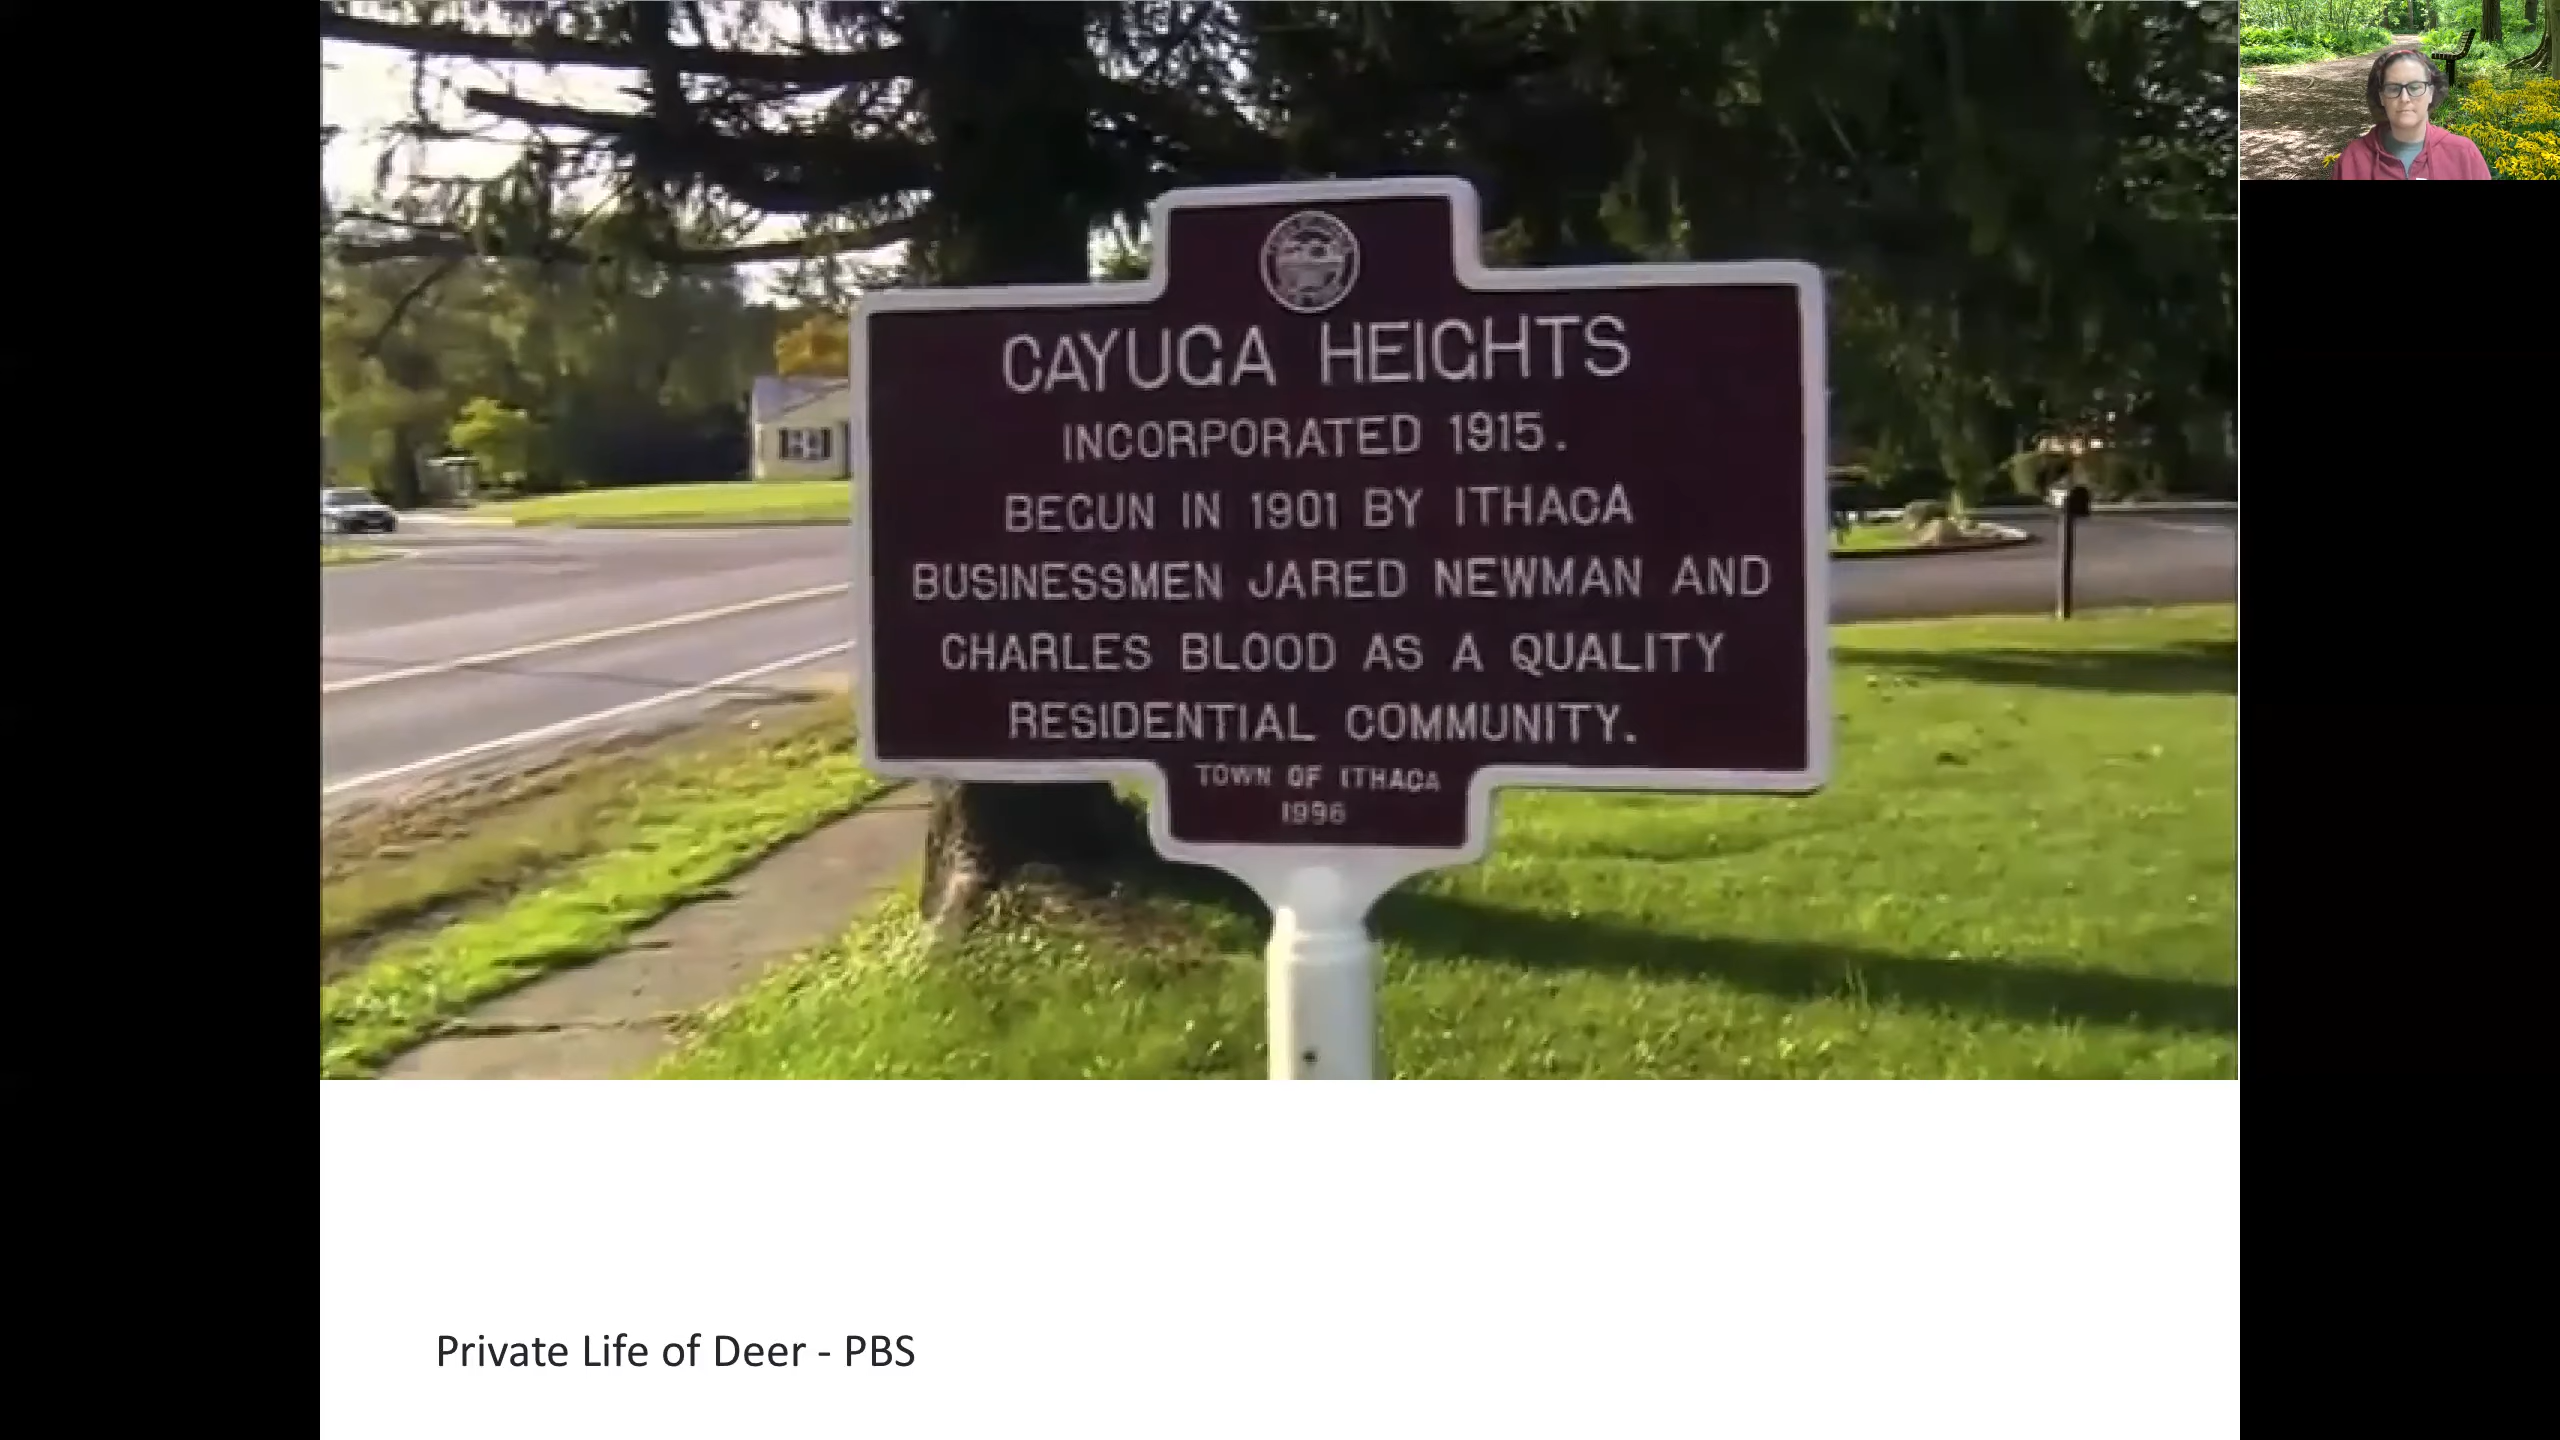 CAYUGA HEIGHTS
INCORPORATED 1915.
BEGUN IN 1901 BY ITHACA
BUSINESSMEN JARED NEWMAN AND
CHARLES BLOOD AS A QUALITY
RESIDENTIAL COMMUNITY.
TOWN OF ITHACA
1996
Private Life of Deer - PBS